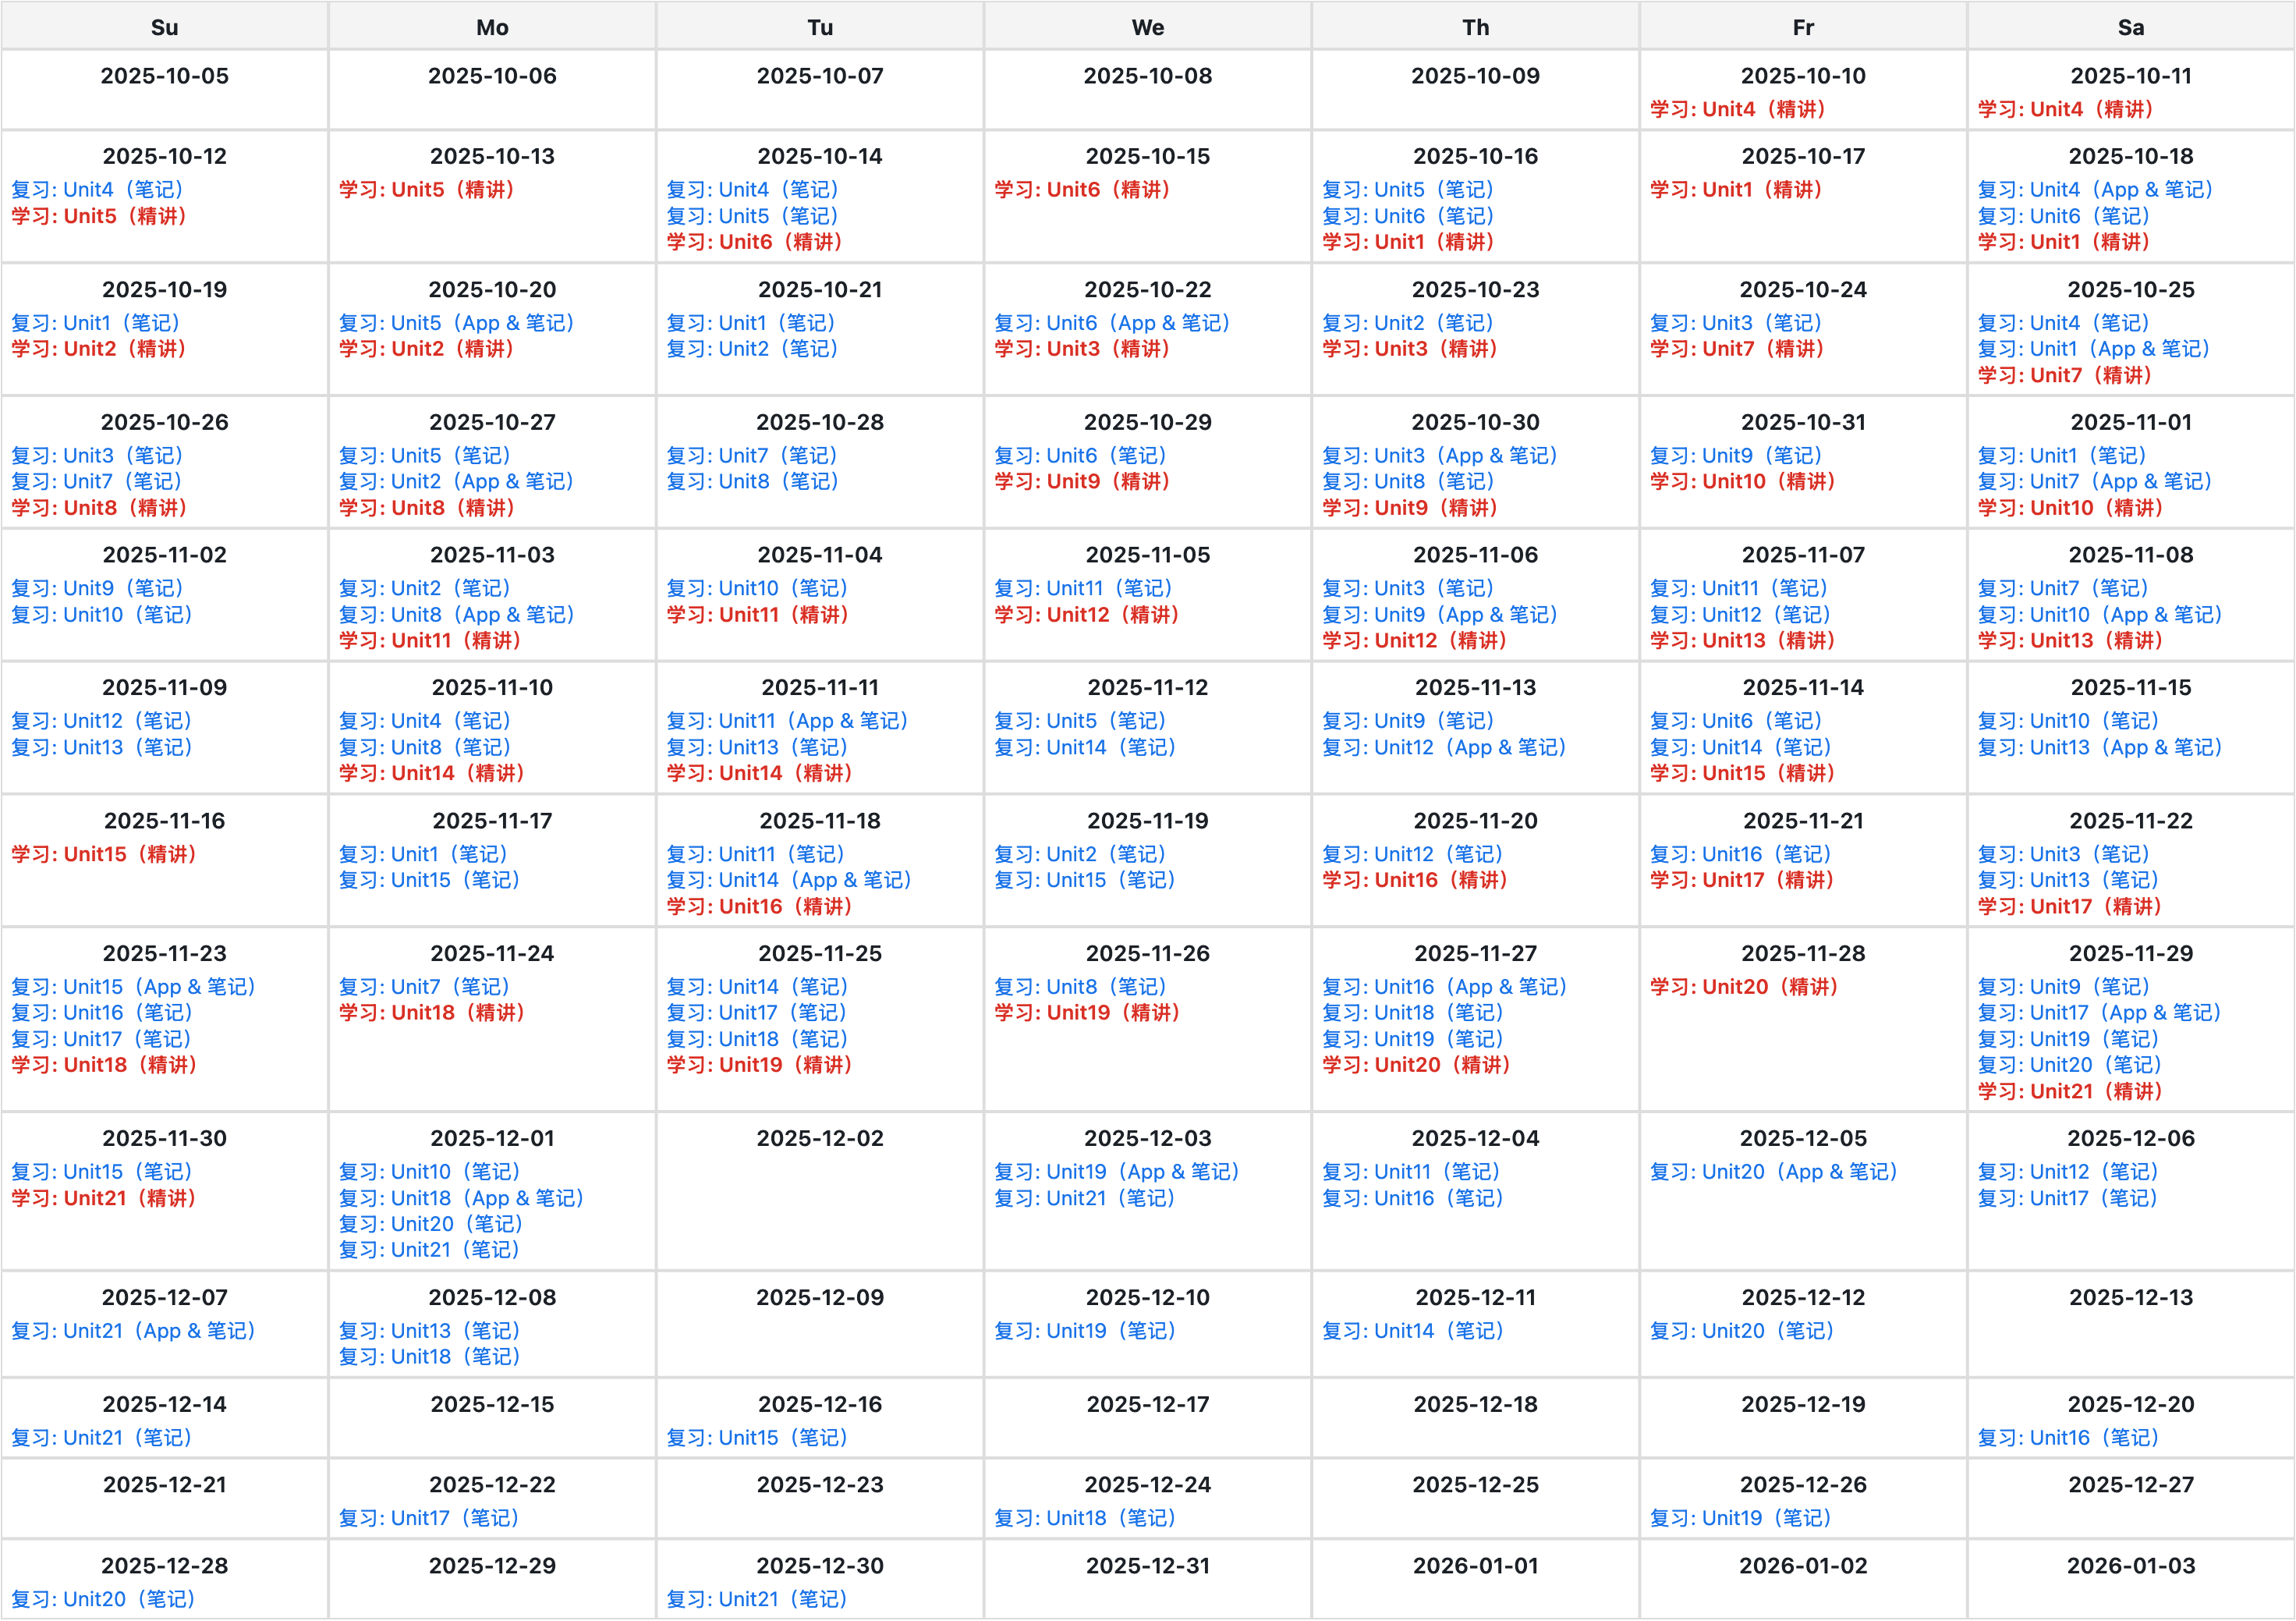 Su
Mo
Tu
We
Th
Fr
Sa
2025-10-05
2025-10-06
2025-10-07
2025-10-08
2025-10-09
2025-10-10
学习: Unit4（精讲）
2025-10-11
学习: Unit4（精讲）
2025-10-12
复习: Unit4（笔记）
学习: Unit5（精讲）
2025-10-13
学习: Unit5（精讲）
2025-10-14
复习: Unit4（笔记）
复习: Unit5（笔记）
学习: Unit6（精讲）
2025-10-15
学习: Unit6（精讲）
2025-10-16
复习: Unit5（笔记）
复习: Unit6（笔记）
学习: Unit1（精讲）
2025-10-17
学习: Unit1（精讲）
2025-10-18
复习: Unit4（App & 笔记）
复习: Unit6（笔记）
学习: Unit1（精讲）
2025-10-19
复习: Unit1（笔记）
学习: Unit2（精讲）
2025-10-20
复习: Unit5（App & 笔记）
学习: Unit2（精讲）
2025-10-21
复习: Unit1（笔记）
复习: Unit2（笔记）
2025-10-22
复习: Unit6（App & 笔记）
学习: Unit3（精讲）
2025-10-23
复习: Unit2（笔记）
学习: Unit3（精讲）
2025-10-24
复习: Unit3（笔记）
学习: Unit7（精讲）
2025-10-25
复习: Unit4（笔记）
复习: Unit1（App & 笔记）
学习: Unit7（精讲）
2025-10-26
复习: Unit3（笔记）
复习: Unit7（笔记）
学习: Unit8（精讲）
2025-10-27
复习: Unit5（笔记）
复习: Unit2（App & 笔记）
学习: Unit8（精讲）
2025-10-28
复习: Unit7（笔记）
复习: Unit8（笔记）
2025-10-29
复习: Unit6（笔记）
学习: Unit9（精讲）
2025-10-30
复习: Unit3（App & 笔记）
复习: Unit8（笔记）
学习: Unit9（精讲）
2025-10-31
复习: Unit9（笔记）
学习: Unit10（精讲）
2025-11-01
复习: Unit1（笔记）
复习: Unit7（App & 笔记）
学习: Unit10（精讲）
2025-11-02
复习: Unit9（笔记）
复习: Unit10（笔记）
2025-11-03
复习: Unit2（笔记）
复习: Unit8（App & 笔记）
学习: Unit11（精讲）
2025-11-04
复习: Unit10（笔记）
学习: Unit11（精讲）
2025-11-05
复习: Unit11（笔记）
学习: Unit12（精讲）
2025-11-06
复习: Unit3（笔记）
复习: Unit9（App & 笔记）
学习: Unit12（精讲）
2025-11-07
复习: Unit11（笔记）
复习: Unit12（笔记）
学习: Unit13（精讲）
2025-11-08
复习: Unit7（笔记）
复习: Unit10（App & 笔记）
学习: Unit13（精讲）
2025-11-09
复习: Unit12（笔记）
复习: Unit13（笔记）
2025-11-10
复习: Unit4（笔记）
复习: Unit8（笔记）
学习: Unit14（精讲）
2025-11-11
复习: Unit11（App & 笔记）
复习: Unit13（笔记）
学习: Unit14（精讲）
2025-11-12
复习: Unit5（笔记）
复习: Unit14（笔记）
2025-11-13
复习: Unit9（笔记）
复习: Unit12（App & 笔记）
2025-11-14
复习: Unit6（笔记）
复习: Unit14（笔记）
学习: Unit15（精讲）
2025-11-15
复习: Unit10（笔记）
复习: Unit13（App & 笔记）
2025-11-16
学习: Unit15（精讲）
2025-11-17
复习: Unit1（笔记）
复习: Unit15（笔记）
2025-11-18
复习: Unit11（笔记）
复习: Unit14（App & 笔记）
学习: Unit16（精讲）
2025-11-19
复习: Unit2（笔记）
复习: Unit15（笔记）
2025-11-20
复习: Unit12（笔记）
学习: Unit16（精讲）
2025-11-21
复习: Unit16（笔记）
学习: Unit17（精讲）
2025-11-22
复习: Unit3（笔记）
复习: Unit13（笔记）
学习: Unit17（精讲）
2025-11-23
复习: Unit15（App & 笔记）
复习: Unit16（笔记）
复习: Unit17（笔记）
学习: Unit18（精讲）
2025-11-24
复习: Unit7（笔记）
学习: Unit18（精讲）
2025-11-25
复习: Unit14（笔记）
复习: Unit17（笔记）
复习: Unit18（笔记）
学习: Unit19（精讲）
2025-11-26
复习: Unit8（笔记）
学习: Unit19（精讲）
2025-11-27
复习: Unit16（App & 笔记）
复习: Unit18（笔记）
复习: Unit19（笔记）
学习: Unit20（精讲）
2025-11-28
学习: Unit20（精讲）
2025-11-29
复习: Unit9（笔记）
复习: Unit17（App & 笔记）
复习: Unit19（笔记）
复习: Unit20（笔记）
学习: Unit21（精讲）
2025-11-30
复习: Unit15（笔记）
学习: Unit21（精讲）
2025-12-01
复习: Unit10（笔记）
复习: Unit18（App & 笔记）
复习: Unit20（笔记）
复习: Unit21（笔记）
2025-12-02
2025-12-03
复习: Unit19（App & 笔记）
复习: Unit21（笔记）
2025-12-04
复习: Unit11（笔记）
复习: Unit16（笔记）
2025-12-05
复习: Unit20（App & 笔记）
2025-12-06
复习: Unit12（笔记）
复习: Unit17（笔记）
2025-12-07
复习: Unit21（App & 笔记）
2025-12-08
复习: Unit13（笔记）
复习: Unit18（笔记）
2025-12-09
2025-12-10
复习: Unit19（笔记）
2025-12-11
复习: Unit14（笔记）
2025-12-12
复习: Unit20（笔记）
2025-12-13
2025-12-14
复习: Unit21（笔记）
2025-12-15
2025-12-16
复习: Unit15（笔记）
2025-12-17
2025-12-18
2025-12-19
2025-12-20
复习: Unit16（笔记）
2025-12-21
2025-12-22
复习: Unit17（笔记）
2025-12-23
2025-12-24
复习: Unit18（笔记）
2025-12-25
2025-12-26
复习: Unit19（笔记）
2025-12-27
2025-12-28
复习: Unit20（笔记）
2025-12-29
2025-12-30
复习: Unit21（笔记）
2025-12-31
2026-01-01
2026-01-02
2026-01-03